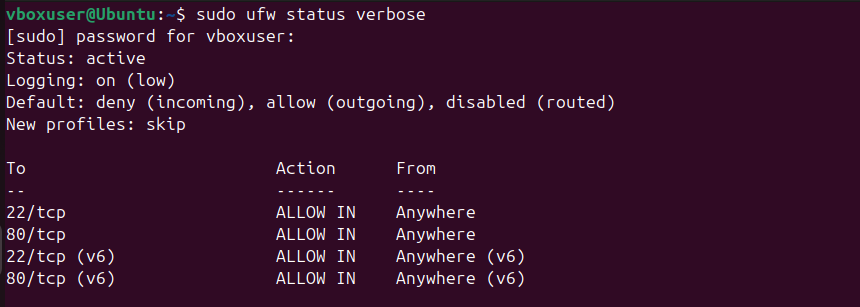 vboxuser@Ubuntu:~$ sudo ufw status verbose
[sudo] password for vboxuser:
Status: active
Logging: on (low)
Default: deny (incoming), allow (outgoing), disabled (routed)
New profiles: skip

To                         Action      From
--                         ------      ----
22/tcp                     ALLOW IN    Anywhere
80/tcp                     ALLOW IN    Anywhere
22/tcp (v6)                ALLOW IN    Anywhere (v6)
80/tcp (v6)                ALLOW IN    Anywhere (v6)